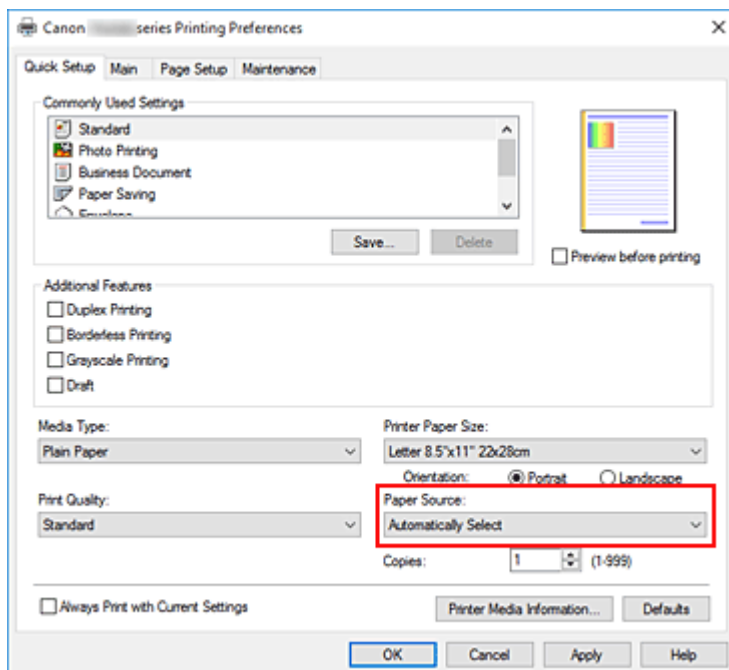 Canon series Printing Preferences
Quick Setup Main Page Setup Maintenance
Commonly Used Settings
Standard
Photo Printing
Business Document
Paper Saving
Save... Delete
Preview before printing
Additional Features
Duplex Printing
Borderless Printing
Grayscale Printing
Draft
Media Type: Printer Paper Size:
Plain Paper Letter 8.5"x11" 22x28cm
Orientation: Portrait Landscape
Print Quality: Paper Source:
Standard Automatically Select
Copies: 1 (1-999)
Always Print with Current Settings Printer Media Information... Defaults
OK Cancel Apply Help